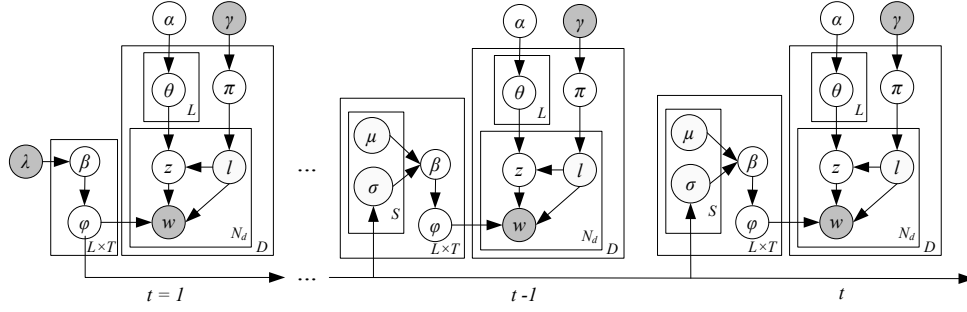 α γ α γ α γ
θ π L θ π L θ π L
λ β z l ... μ σ S β z l μ σ S β z l
φ w N_d φ w N_d φ w N_d
L×T D L×T D L×T D
...
t = 1 t -1 t